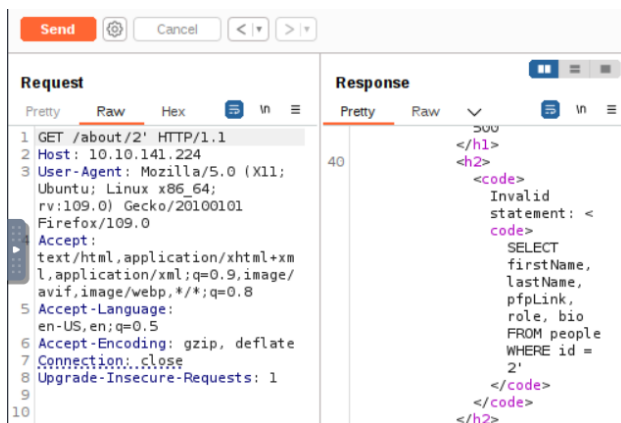 Send Cancel < >
Request
Pretty Raw Hex \n
1 GET /about/2' HTTP/1.1
2 Host: 10.10.141.224
3 User-Agent: Mozilla/5.0 (X11;
Ubuntu; Linux x86_64;
rv:109.0) Gecko/20100101
Firefox/109.0
4 Accept:
text/html,application/xhtml+xm
l,application/xml;q=0.9,image/
avif,image/webp,*/*;q=0.8
5 Accept-Language:
en-US,en;q=0.5
6 Accept-Encoding: gzip, deflate
7 Connection: close
8 Upgrade-Insecure-Requests: 1
9
10
Response
Pretty Raw \n
500
</h1>
40 <h2>
<code>
Invalid
statement: <
code>
SELECT
firstName,
lastName,
pfpLink,
role, bio
FROM people
WHERE id =
2'
</code>
</code>
</h2>